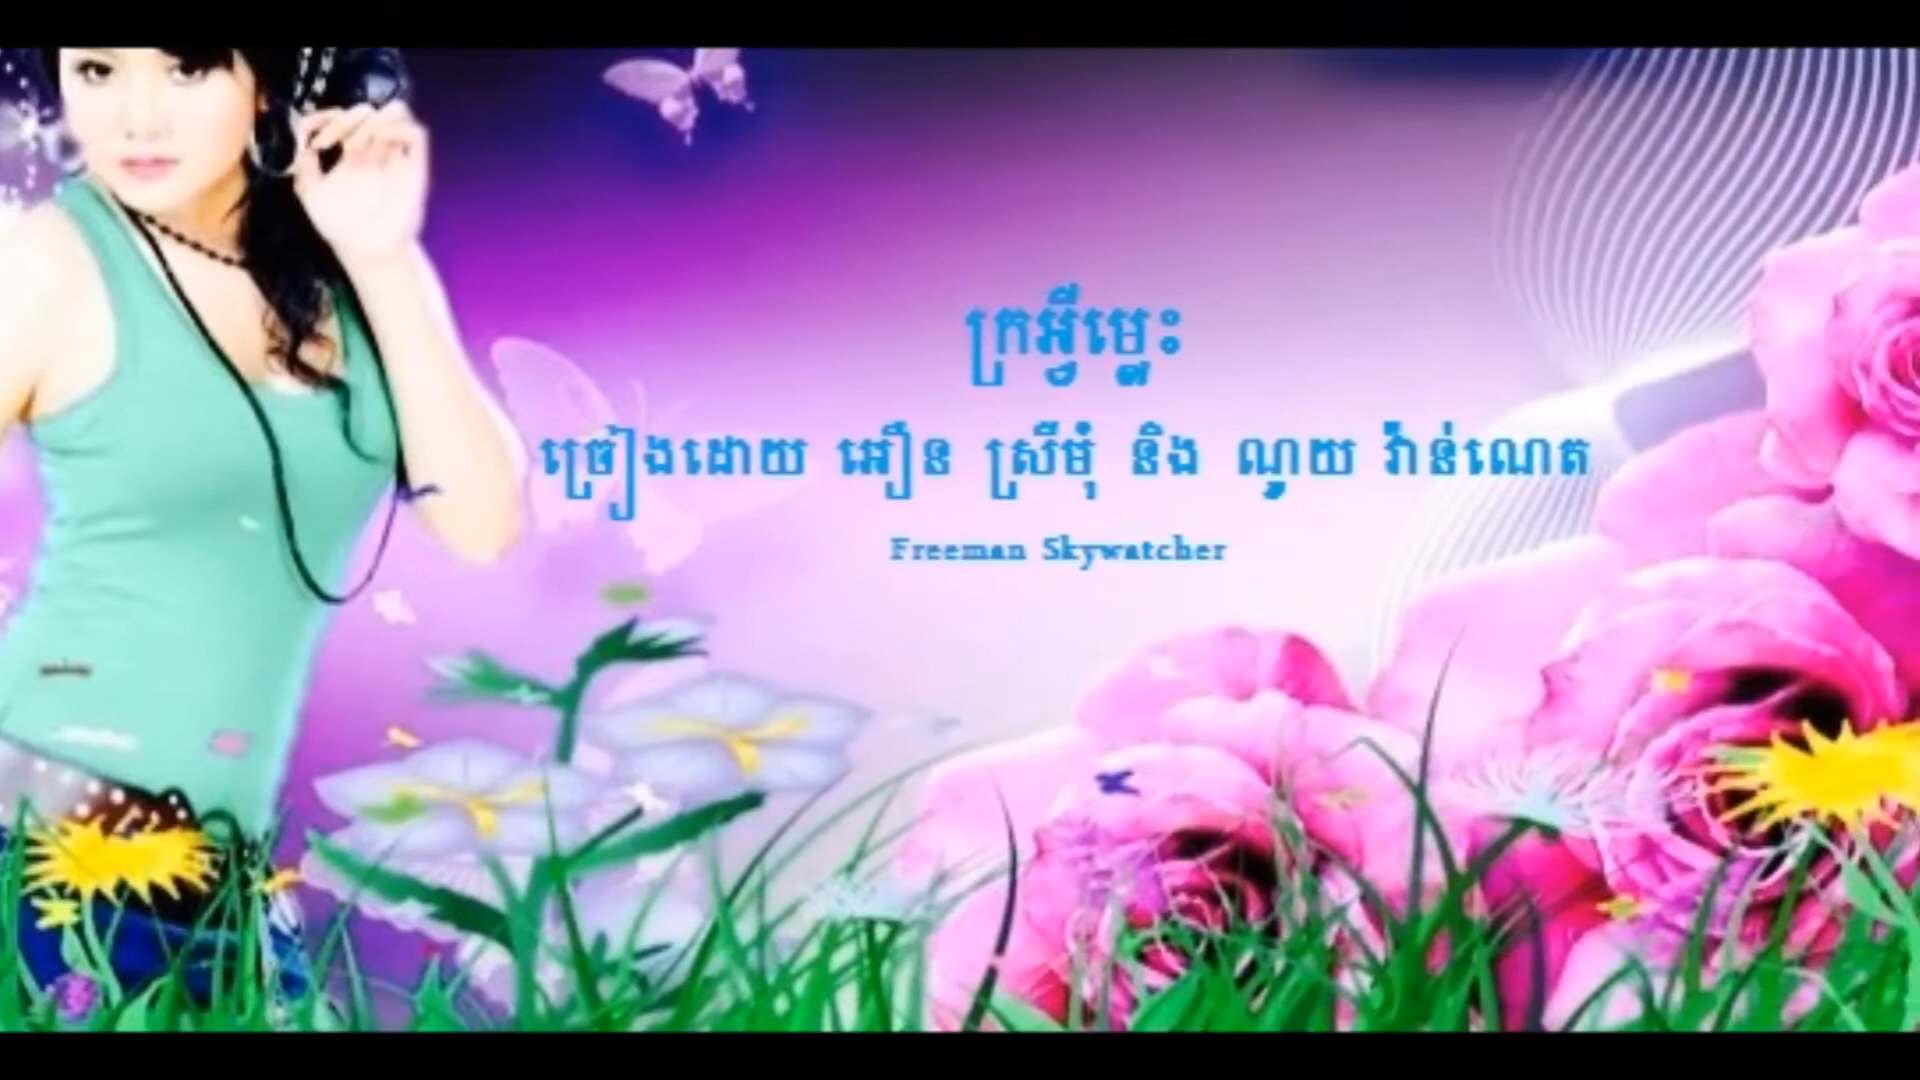 ក្រអ្វីម្លេះ
ច្រៀងដោយ អឿន ស្រីមុំ និង ណូយ វ៉ាន់ណេត
Freeman Skywatcher